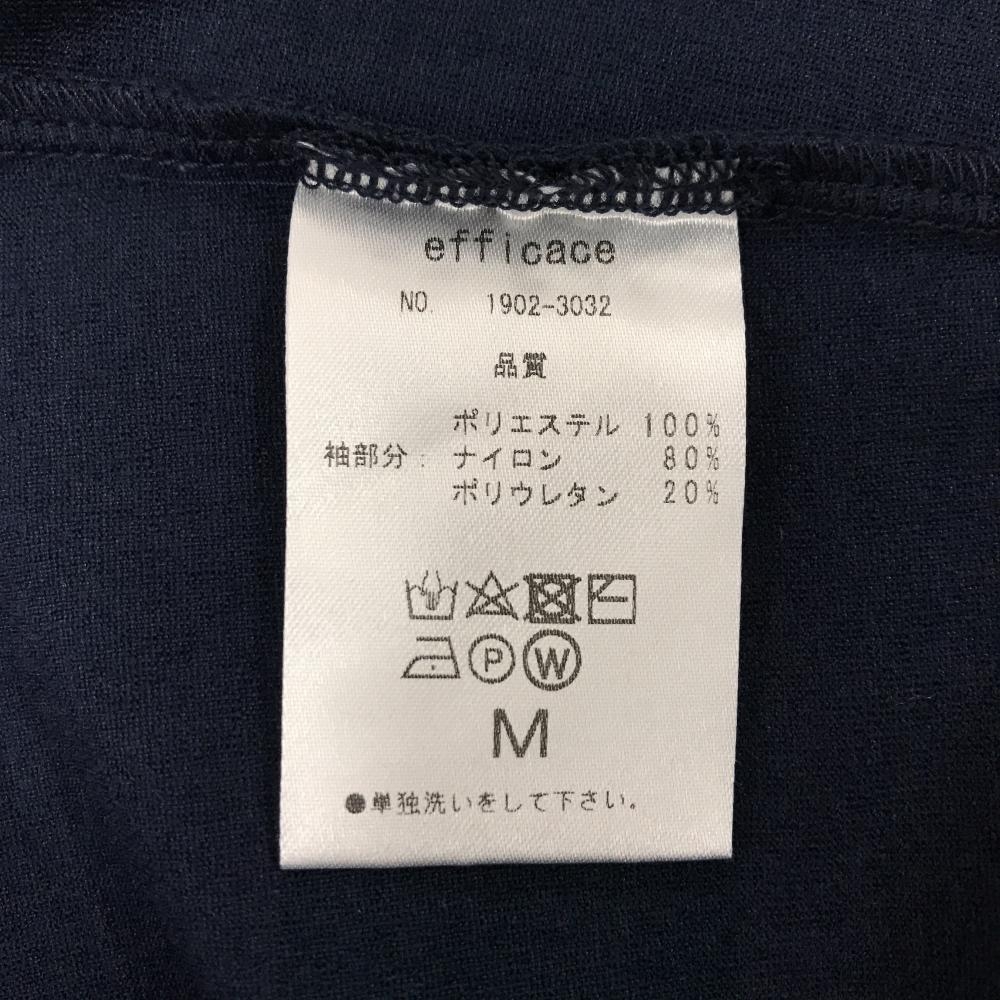 efficace
NO. 1902-3032
品質
ポリエステル 100%
袖部分: ナイロン 80%
ポリウレタン 20%
P W
M
●単独洗いをして下さい。